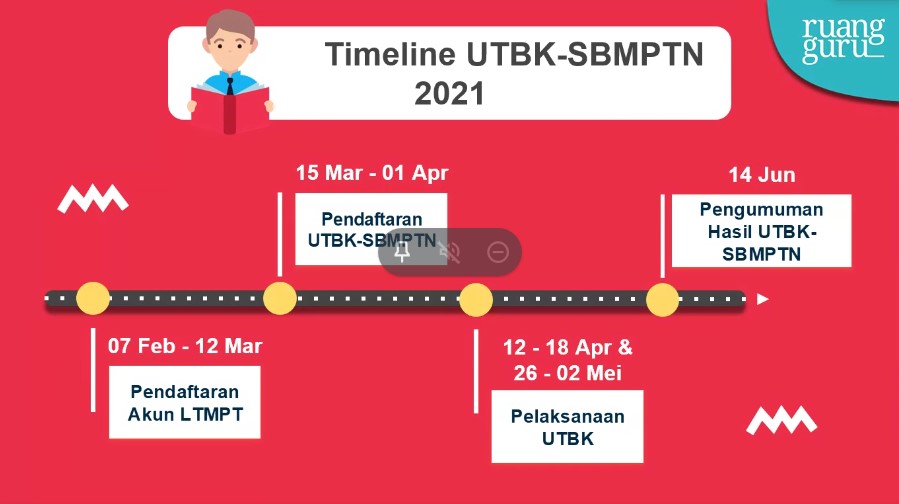 Timeline UTBK-SBMPTN
2021
ruang
guru
15 Mar - 01 Apr
Pendaftaran
UTBK-SBMPTN
14 Jun
Pengumuman
Hasil UTBK-
SBMPTN
07 Feb - 12 Mar
Pendaftaran
Akun LTMPT
12 - 18 Apr &
26 - 02 Mei
Pelaksanaan
UTBK